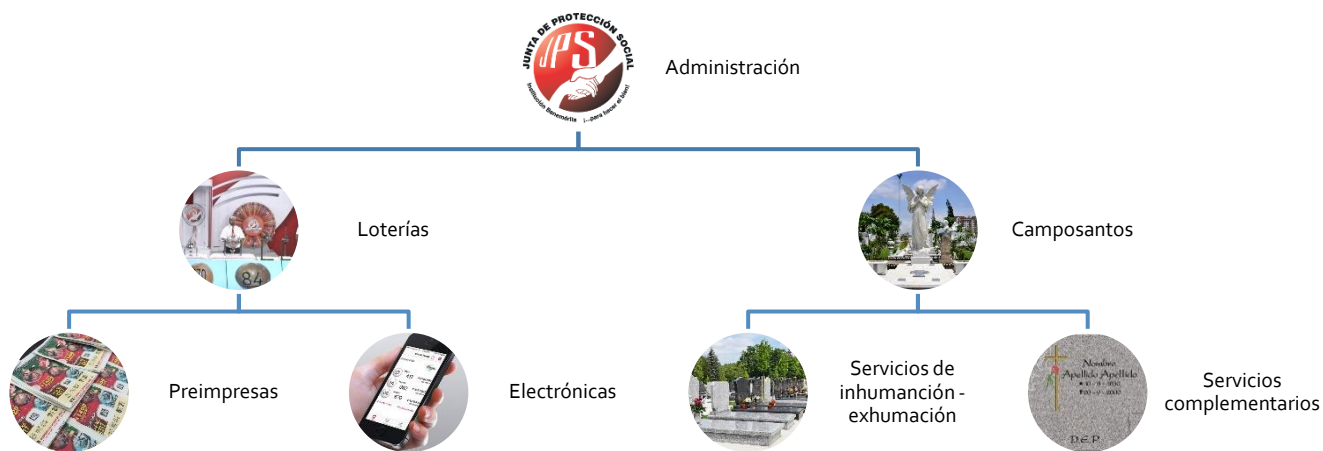 JUNTA DE PROTECCIÓN SOCIAL
JPS
Institución Benemérita ¡...para hacer el bien!
Administración
Loterías
Camposantos
84
Preimpresas
Electrónicas
Servicios de
inhumanción -
exhumación
Nombre
Apellido Apellido
D.E.P.
Servicios
complementarios